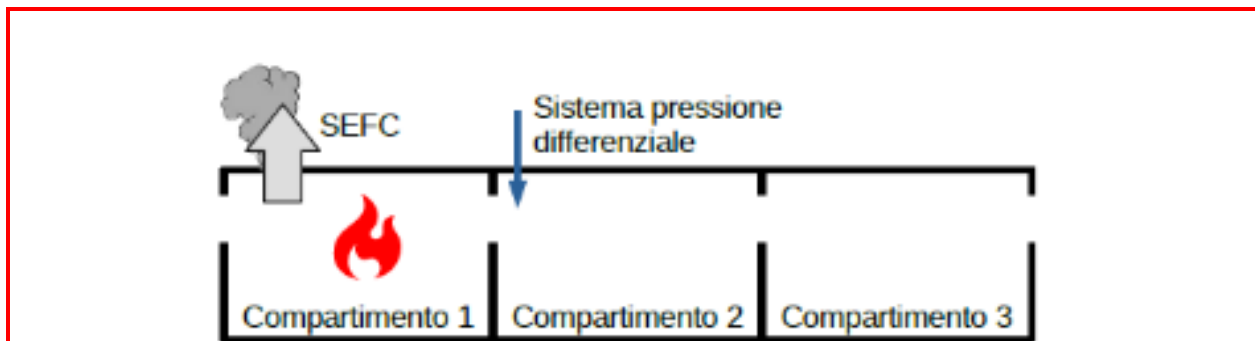 SEFC
Sistema pressione
differenziale
Compartimento 1
Compartimento 2
Compartimento 3